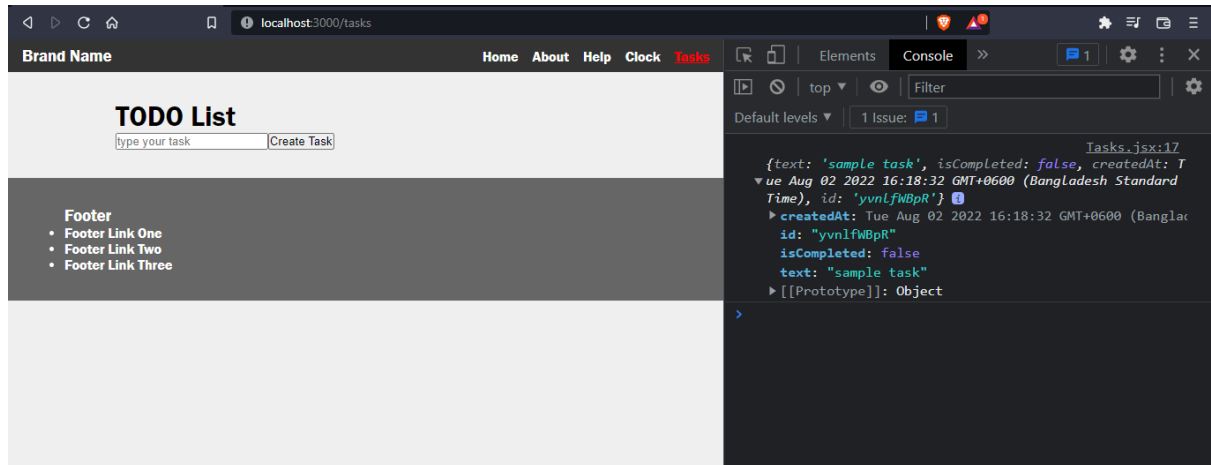 localhost:3000/tasks
1
Brand Name
Home About Help Clock Tasks
TODO List
type your task Create Task
Footer
Footer Link One
Footer Link Two
Footer Link Three
Elements Console » 1
top ▼ Filter
Default levels ▼ 1 Issue: 1
Tasks.jsx:17
{text: 'sample task', isCompleted: false, createdAt: T
ue Aug 02 2022 16:18:32 GMT+0600 (Bangladesh Standard
Time), id: 'yvnlfWBpR'} i
createdAt: Tue Aug 02 2022 16:18:32 GMT+0600 (Banglac
id: "yvnlfWBpR"
isCompleted: false
text: "sample task"
[[Prototype]]: Object